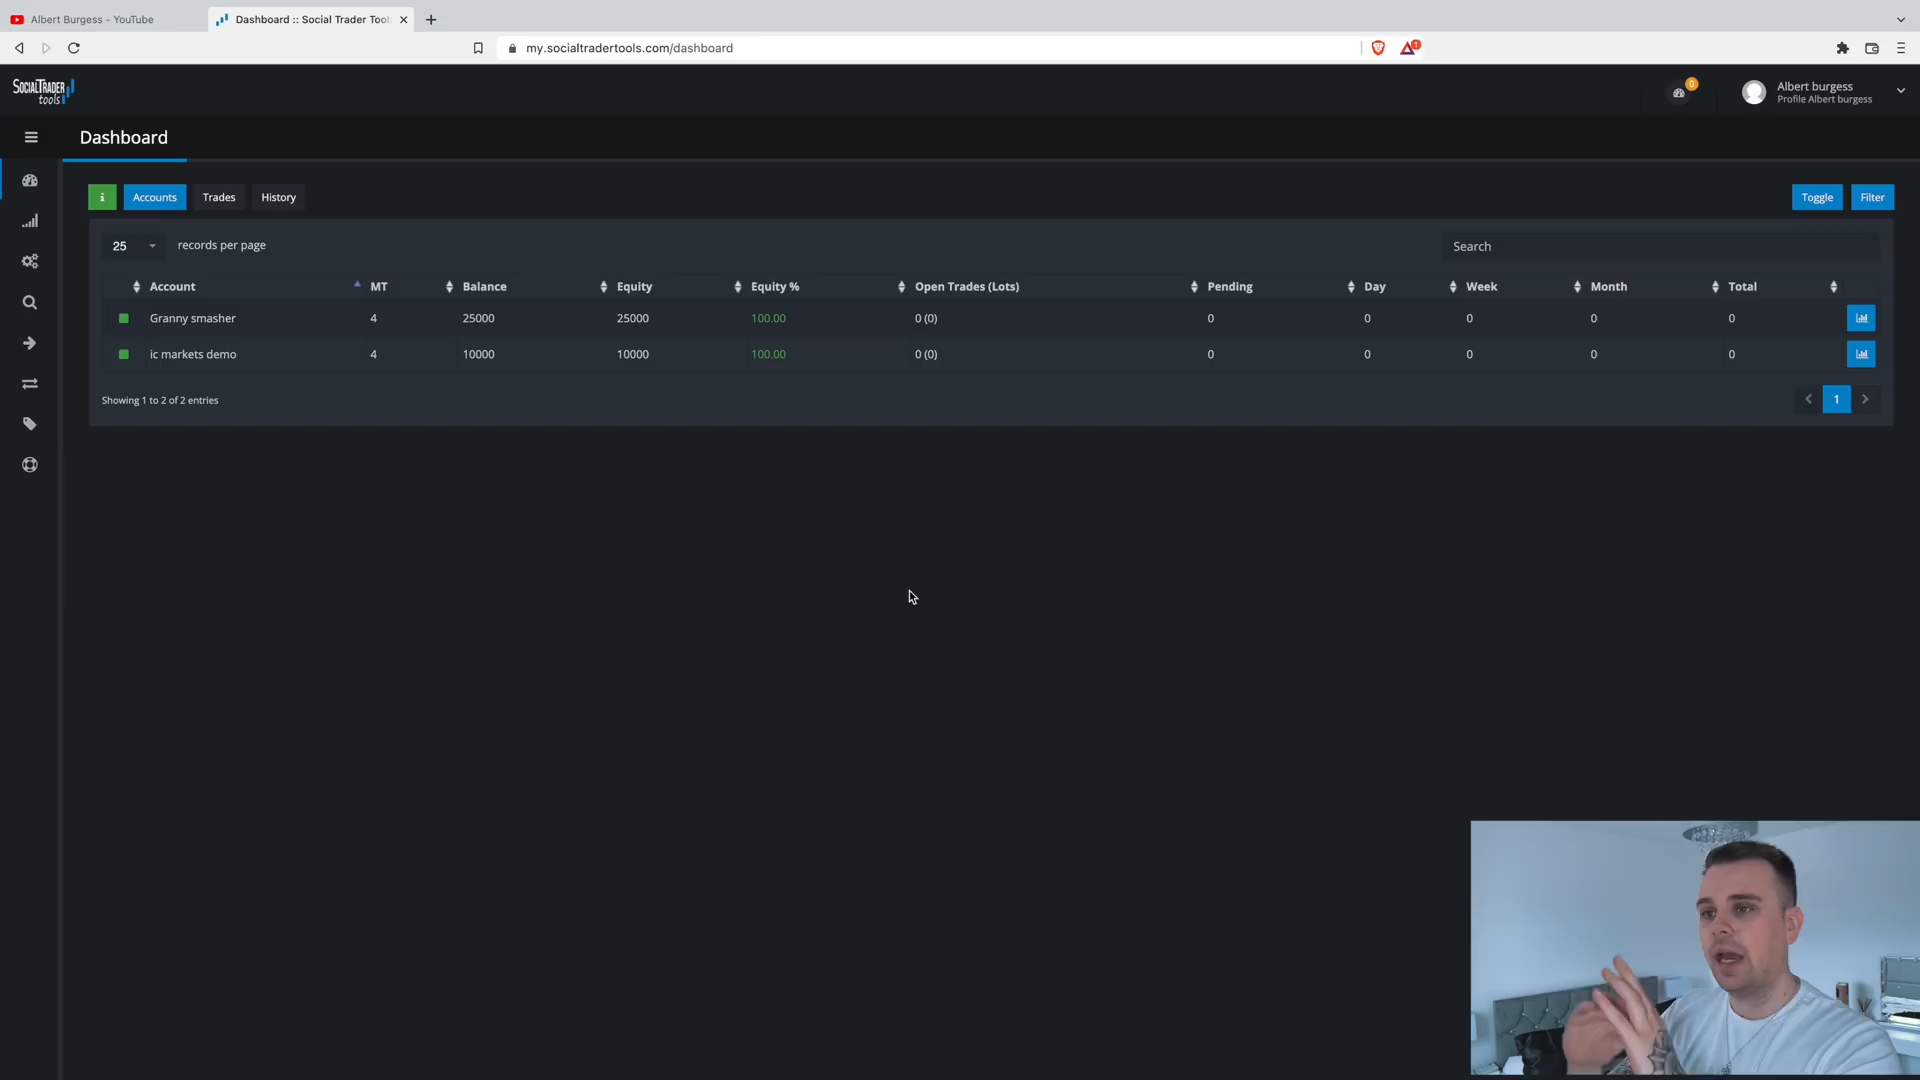 Albert Burgess - YouTube
Dashboard :: Social Trader Tool
my.socialtradertools.com/dashboard
1
SOCIALTRADER tools
0
Albert burgess
Profile Albert burgess
Dashboard
i Accounts Trades History Toggle Filter
25 records per page Search
Account MT Balance Equity Equity % Open Trades (Lots) Pending Day Week Month Total
Granny smasher 4 25000 25000 100.00 0 (0) 0 0 0 0 0
ic markets demo 4 10000 10000 100.00 0 (0) 0 0 0 0 0
Showing 1 to 2 of 2 entries 1